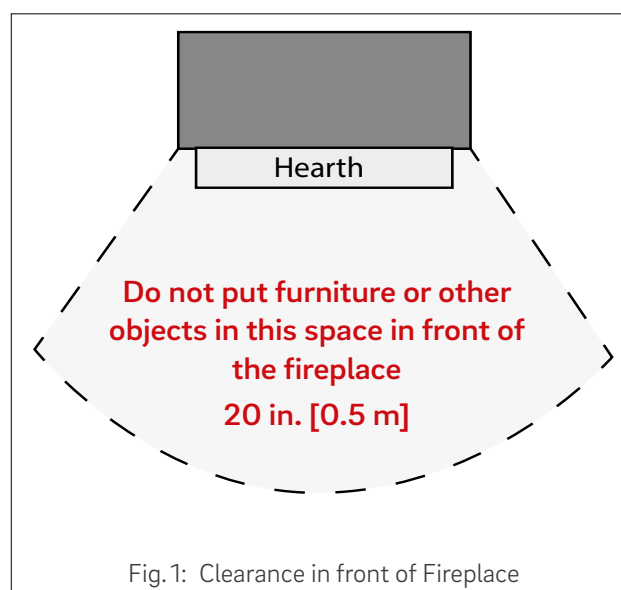 Hearth
Do not put furniture or other
objects in this space in front of
the fireplace
20 in. [0.5 m]
Fig. 1: Clearance in front of Fireplace